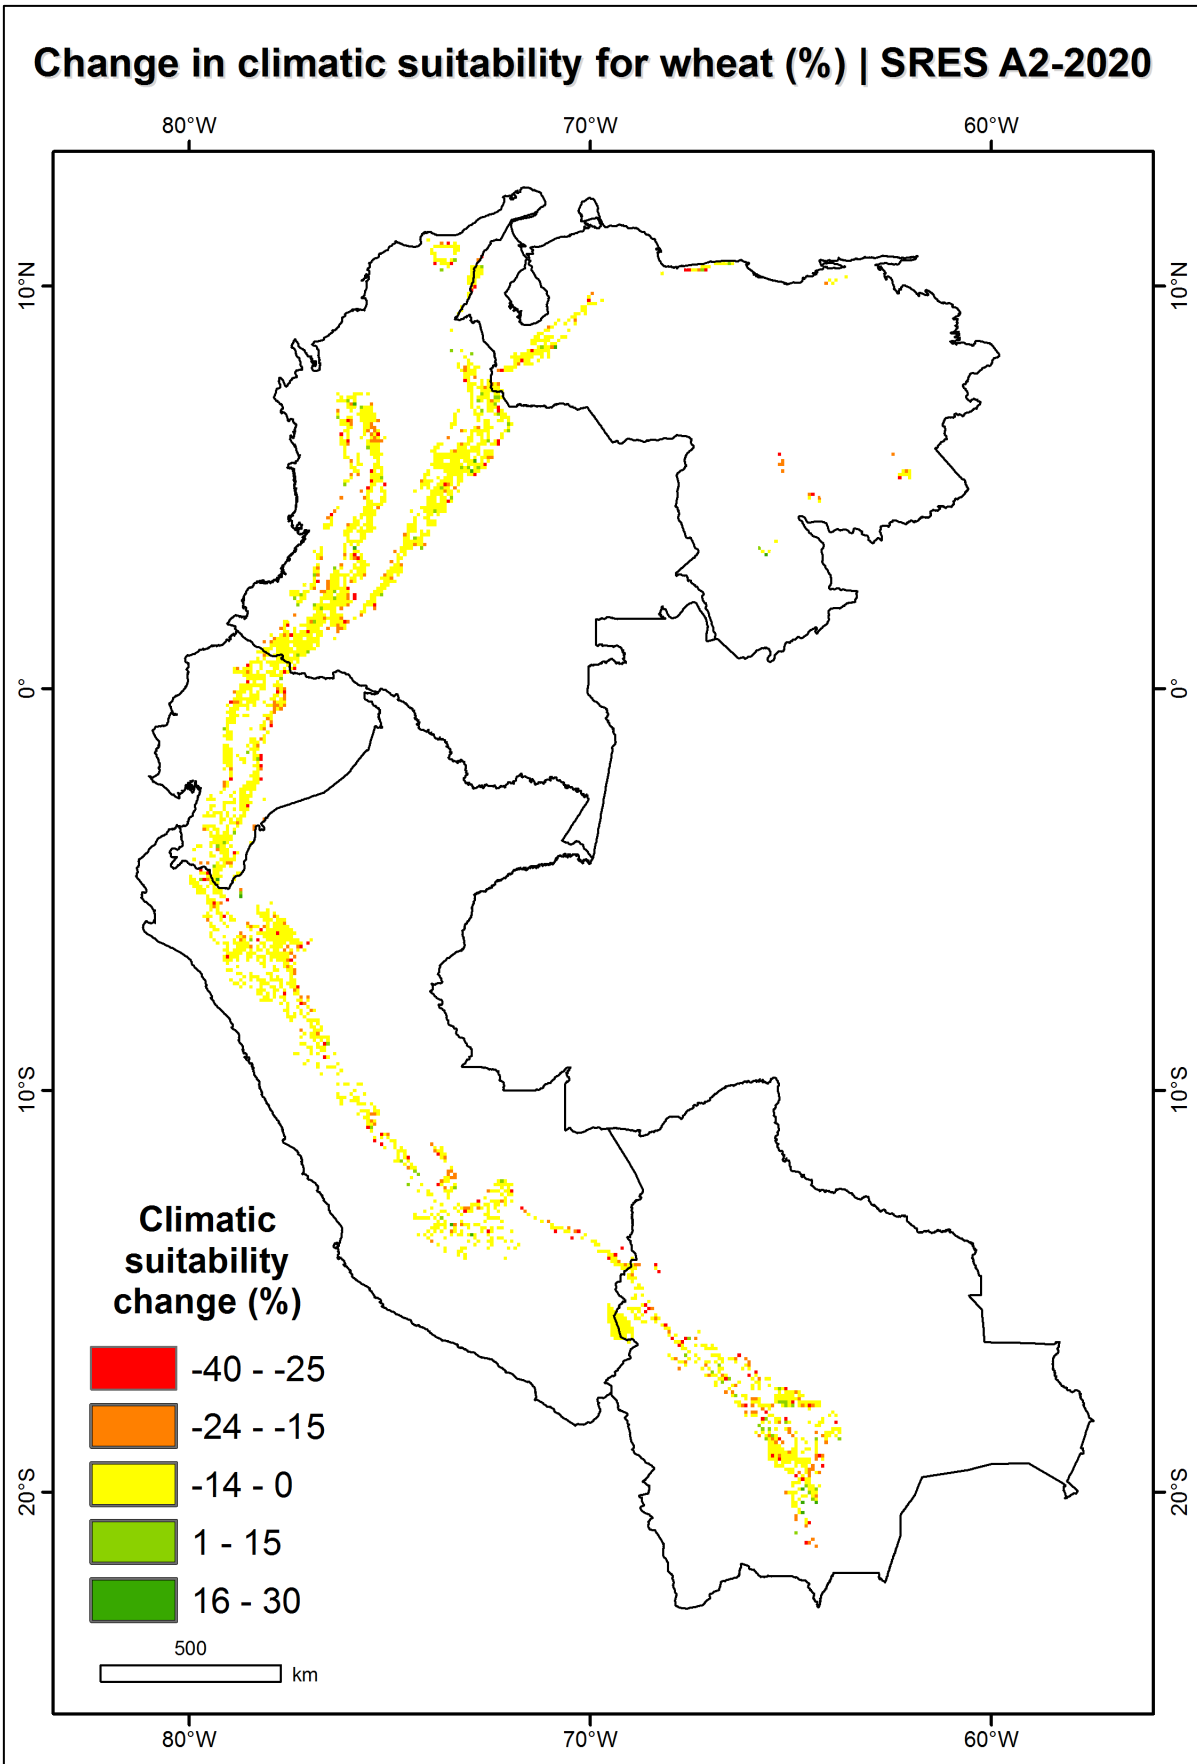 Change in climatic suitability for wheat (%) | SRES A2-2020
80°W 70°W 60°W
10°N 10°N
0° 0°
10°S 10°S
20°S 20°S
Climatic
suitability
change (%)
-40 - -25
-24 - -15
-14 - 0
1 - 15
16 - 30
500
km
80°W 70°W 60°W